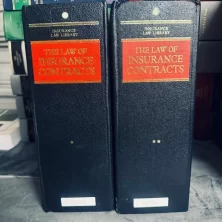 INSURANCE
LAW LIBRARY
THE LAW OF
INSURANCE
CONTRACTS
INSURANCE
LAW LIBRARY
THE LAW OF
INSURANCE
CONTRACTS